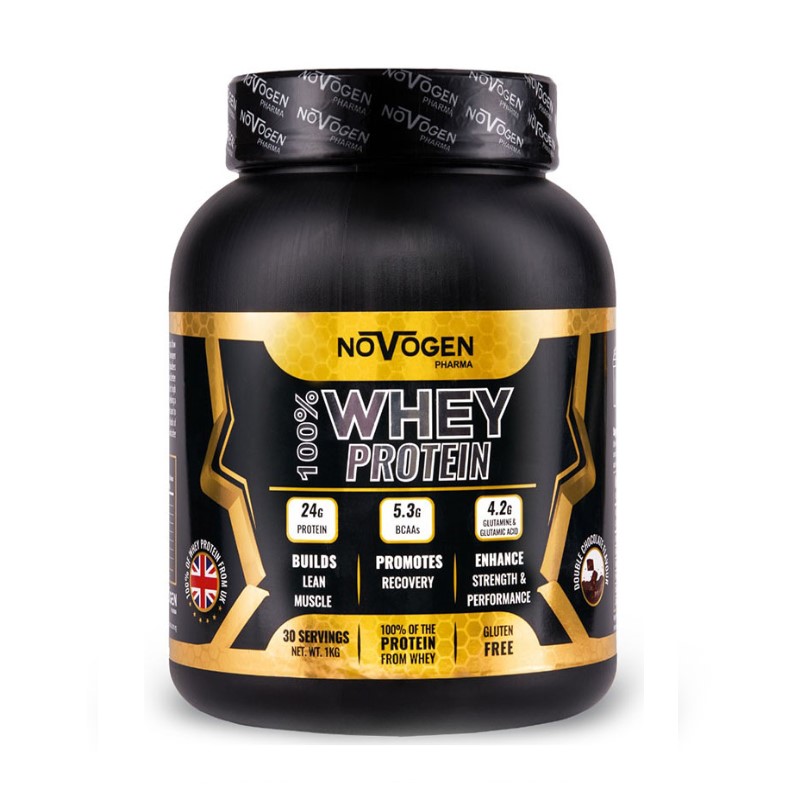 NOVOGEN
PHARMA
NOVOGEN
PHARMA
NOVOGEN
PHARMA
NOVOGEN
PHARMA
NOVOGEN
PHARMA
NOVOGEN
PHARMA
100% WHEY
PROTEIN
24G
PROTEIN
5.3G
BCAAs
4.2G
GLUTAMINE &
GLUTAMIC ACID
BUILDS
LEAN
MUSCLE
PROMOTES
RECOVERY
ENHANCE
STRENGTH &
PERFORMANCE
100% OF WHEY PROTEIN FROM UK
DOUBLE CHOCOLATE FLAVOUR
30 SERVINGS
NET. WT. 1KG
100% OF THE
PROTEIN
FROM WHEY
GLUTEN
FREE